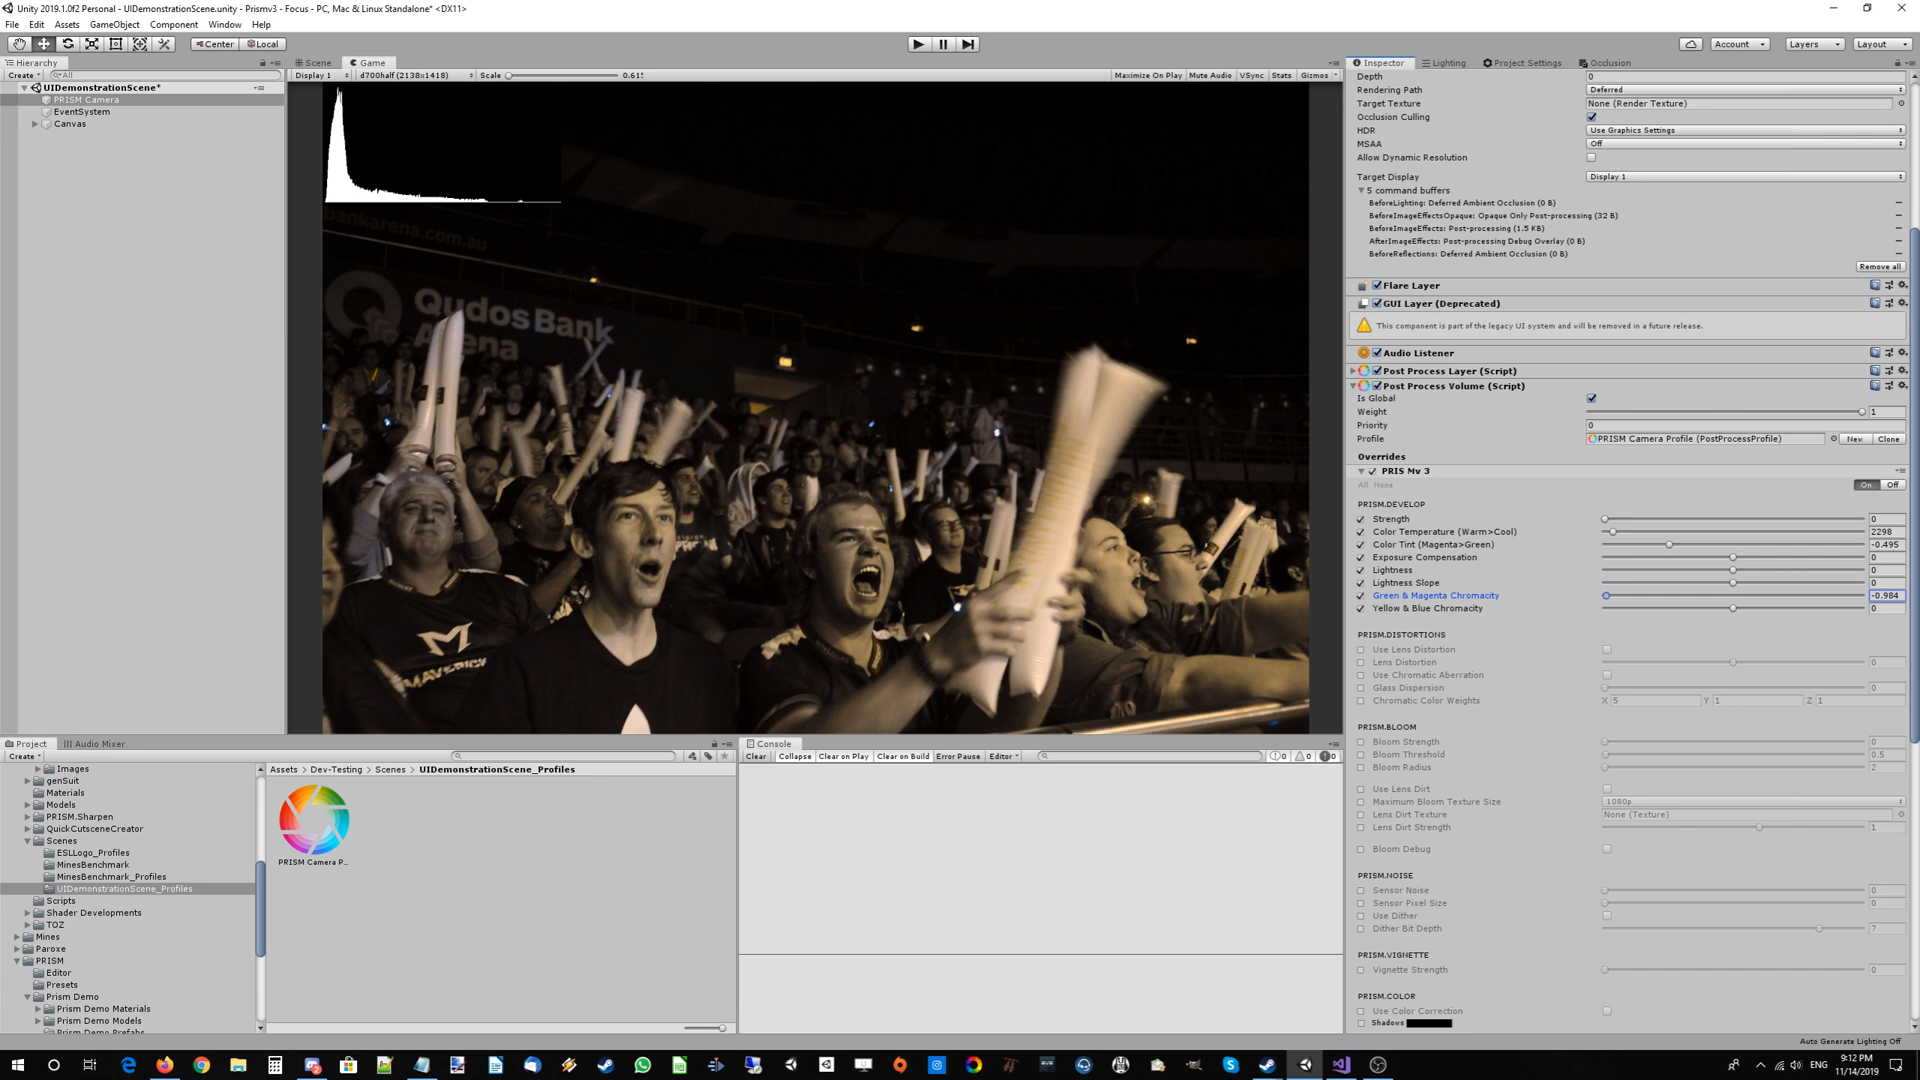 Unity 2019.1.0f2 Personal - UIDemonstrationScene.unity - Prismv3 - Focus - PC, Mac & Linux Standalone* <DX11>
File Edit Assets GameObject Component Window Help
Center Local Account Layers Layout
Hierarchy
Create All
UIDemonstrationScene*
PRISM Camera
EventSystem
Canvas
Scene Game
Display 1 d700half (2138x1418) Scale Maximize On Play Mute Audio VSync Stats Gizmos
bankarena.com.au
Qudos Bank
Arena
MAVERICK
Inspector Lighting Project Settings Occlusion
Depth 0
Rendering Path Deferred
Target Texture None (Render Texture)
Occlusion Culling
HDR Use Graphics Settings
MSAA Off
Allow Dynamic Resolution
Target Display Display 1
5 command buffers
BeforeLighting: Deferred Ambient Occlusion (0 B)
BeforeImageEffectsOpaque: Opaque Only Post-processing (32 B)
BeforeImageEffects: Post-processing (1.5 KB)
AfterImageEffects: Post-processing Debug Overlay (0 B)
BeforeReflections: Deferred Ambient Occlusion (0 B)
Remove all
Flare Layer
GUI Layer (Deprecated)
This component is part of the legacy UI system and will be removed in a future release.
Audio Listener
Post Process Layer (Script)
Post Process Volume (Script)
Is Global
Weight 1
Priority 0
Profile PRISM Camera Profile (PostProcessProfile) New Clone
Overrides
PRIS Mv 3
All None On Off
PRISM.DEVELOP
Strength 0
Color Temperature (Warm>Cool) 2298
Color Tint (Magenta>Green) -0.495
Exposure Compensation 0
Lightness 0
Lightness Slope 0
Green & Magenta Chromacity -0.984
Yellow & Blue Chromacity 0
PRISM.DISTORTIONS
Use Lens Distortion
Lens Distortion 0
Use Chromatic Aberration
Glass Dispersion 0
Chromatic Color Weights X 5 Y 1 Z 1
PRISM.BLOOM
Bloom Strength 0
Bloom Threshold 0.5
Bloom Radius 2
Use Lens Dirt
Maximum Bloom Texture Size 1080p
Lens Dirt Texture None (Texture)
Lens Dirt Strength 1
Bloom Debug
PRISM.NOISE
Sensor Noise 0
Sensor Pixel Size 0
Use Dither
Dither Bit Depth 7
PRISM.VIGNETTE
Vignette Strength 0
PRISM.COLOR
Use Color Correction
Shadows
Project Audio Mixer
Create
Images
genSuit
Materials
Models
PRISM.Sharpen
QuickCutsceneCreator
Scenes
ESLLogo_Profiles
MinesBenchmark
MinesBenchmark_Profiles
UIDemonstrationScene_Profiles
Scripts
Shader Developments
TOZ
Mines
Paroxe
PRISM
Editor
Presets
Prism Demo
Prism Demo Materials
Prism Demo Models
Prism Demo Prefabs
Assets > Dev-Testing > Scenes > UIDemonstrationScene_Profiles
PRISM Camera P...
Console
Clear Collapse Clear on Play Clear on Build Error Pause Editor 0 0 0
Auto Generate Lighting Off
ENG
9:12 PM
11/14/2019